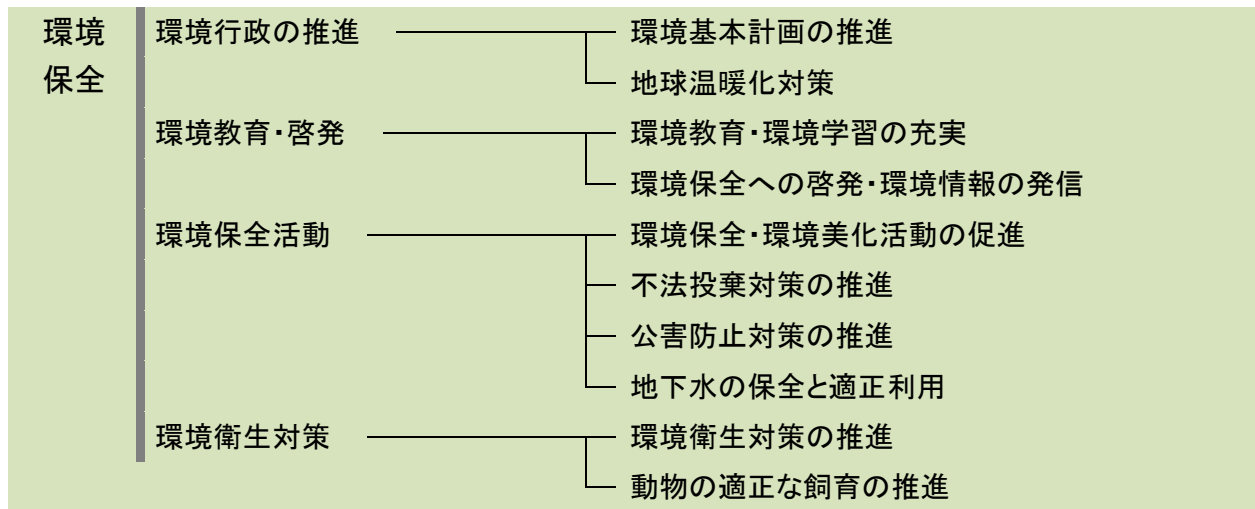 環境 環境行政の推進 環境基本計画の推進
保全 地球温暖化対策
環境教育・啓発 環境教育・環境学習の充実
環境保全への啓発・環境情報の発信
環境保全活動 環境保全・環境美化活動の促進
不法投棄対策の推進
公害防止対策の推進
地下水の保全と適正利用
環境衛生対策 環境衛生対策の推進
動物の適正な飼育の推進